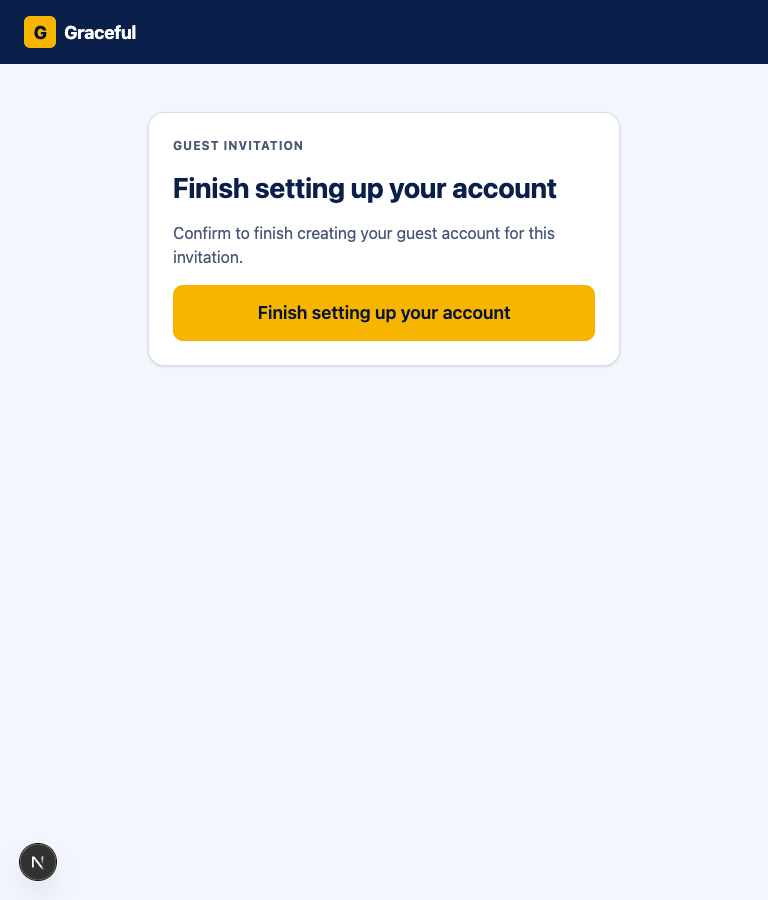 G Graceful
GUEST INVITATION
Finish setting up your account
Confirm to finish creating your guest account for this
invitation.
Finish setting up your account
N